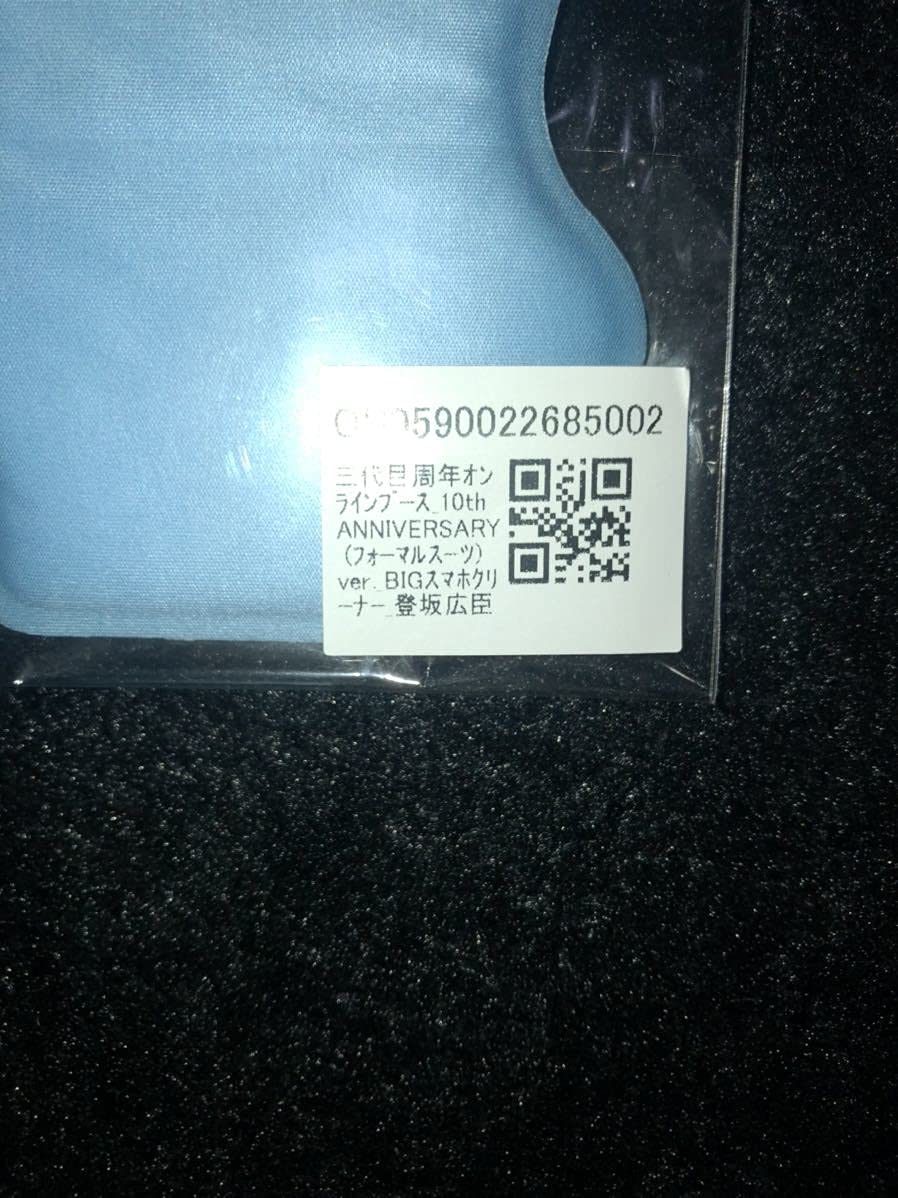 0590022685002
三代目周年オン
ラインブース_10th
ANNIVERSARY
（フォーマルスーツ）
ver._BIGスマホクリ
ーナー_登坂広臣